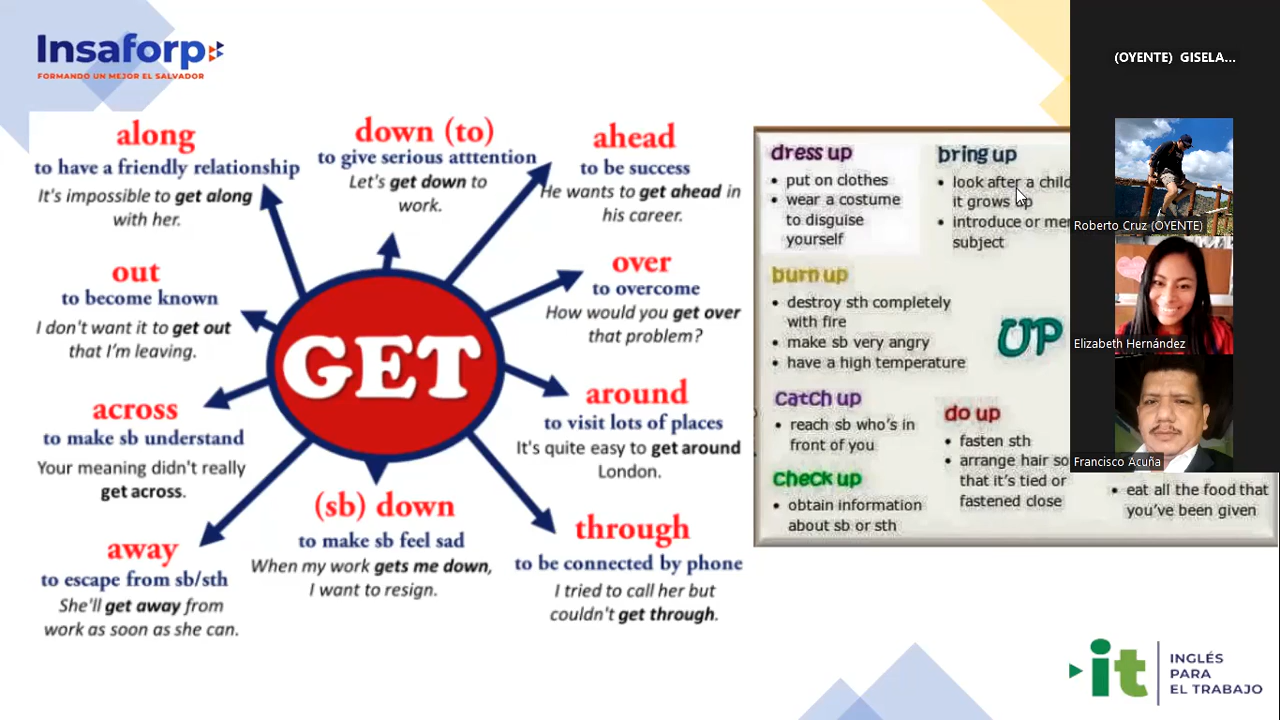 Insaforp
FORMANDO UN MEJOR EL SALVADOR
along
to have a friendly relationship
It's impossible to get along
with her.
down (to)
to give serious atttention
Let's get down to
work.
ahead
to be success
He wants to get ahead in
his career.
out
to become known
I don't want it to get out
that I'm leaving.
over
to overcome
How would you get over
that problem?
GET
across
to make sb understand
Your meaning didn't really
get across.
around
to visit lots of places
It's quite easy to get around
London.
away
to escape from sb/sth
She'll get away from
work as soon as she can.
(sb) down
to make sb feel sad
When my work gets me down,
I want to resign.
through
to be connected by phone
I tried to call her but
couldn't get through.
dress up
• put on clothes
• wear a costume
to disguise
yourself
bring up
• look after a child
it grows up
• introduce or
subject
burn up
• destroy sth completely
with fire
• make sb very angry
• have a high temperature
UP
catch up
• reach sb who's in
front of you
check up
• obtain information
about sb or sth
do up
• fasten sth
• arrange hair so
that it's tied or
fastened close
• eat all the food that
you've been given
(OYENTE) GISELA...
Roberto Cruz (OYENTE)
Elizabeth Hernández
Francisco Acuña
it
INGLÉS
PARA
EL TRABAJO